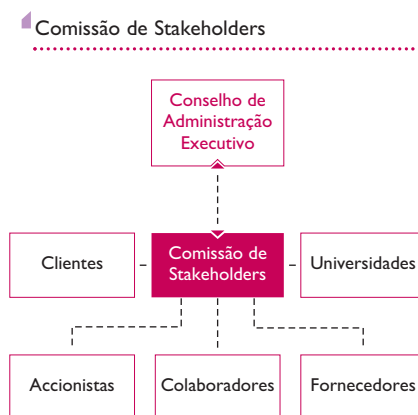 Comissão de Stakeholders
Conselho de
Administração
Executivo
Clientes
Comissão de
Stakeholders
Universidades
Accionistas
Colaboradores
Fornecedores